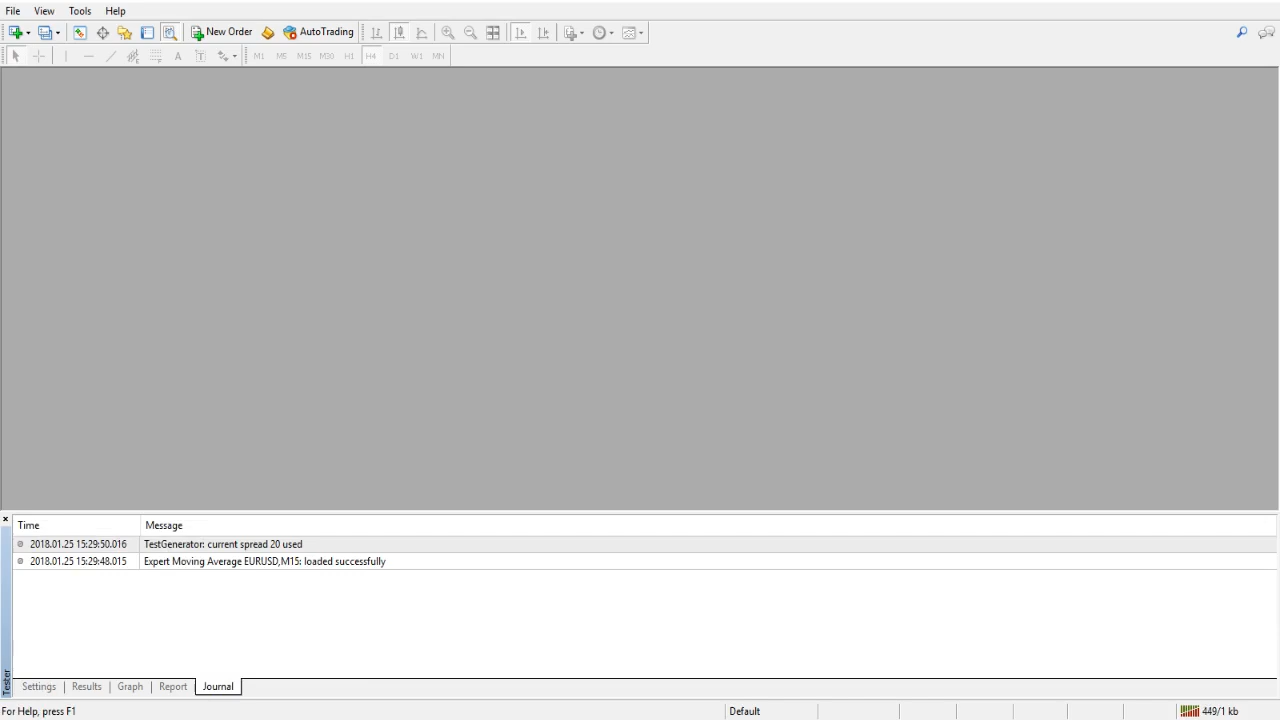 File View Tools Help
New Order AutoTrading
A T M1 M5 M15 M30 H1 H4 D1 W1 MN
Time Message
2018.01.25 15:29:50.016 TestGenerator: current spread 20 used
2018.01.25 15:29:48.015 Expert Moving Average EURUSD,M15: loaded successfully
Tester
Settings Results Graph Report Journal
For Help, press F1 Default 449/1 kb